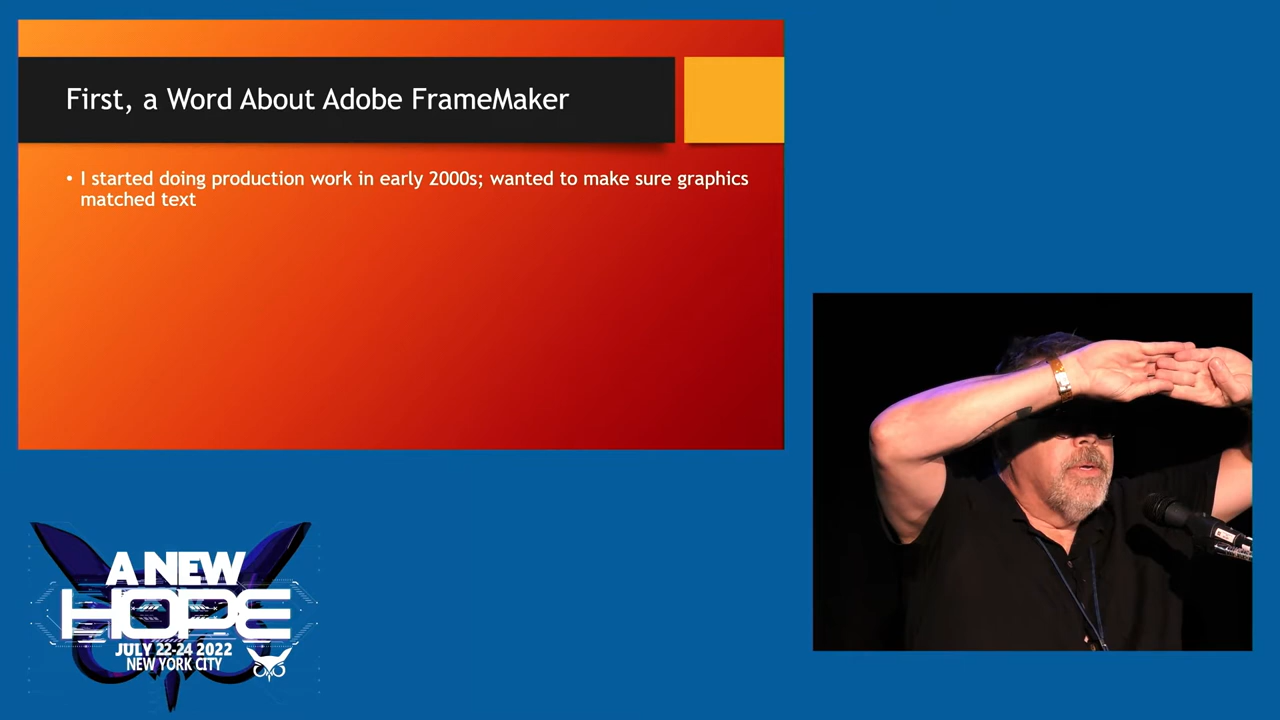 First, a Word About Adobe FrameMaker
• I started doing production work in early 2000s; wanted to make sure graphics
matched text
A NEW
HOPE
JULY 22-24 2022
NEW YORK CITY